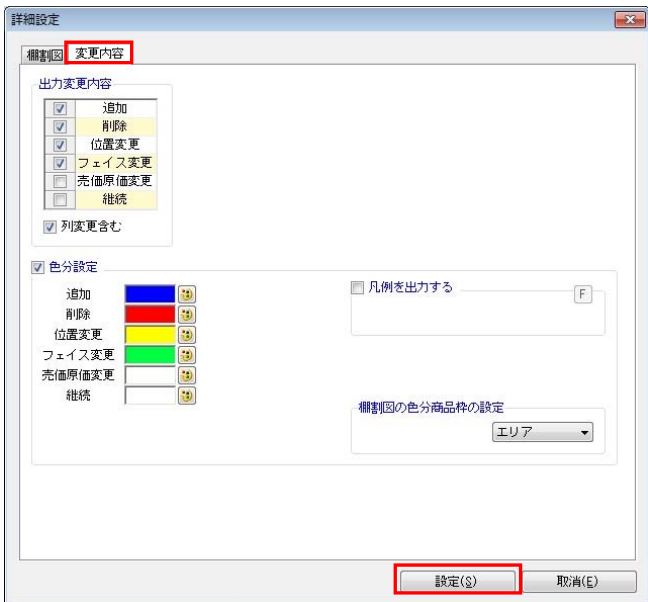 詳細設定
棚割図 変更内容
出力変更内容
追加
削除
位置変更
フェイス変更
売価原価変更
継続
列変更含む
色分設定
追加
削除
位置変更
フェイス変更
売価原価変更
継続
凡例を出力する
F
棚割図の色分商品枠の設定
エリア
設定(S) 取消(E)